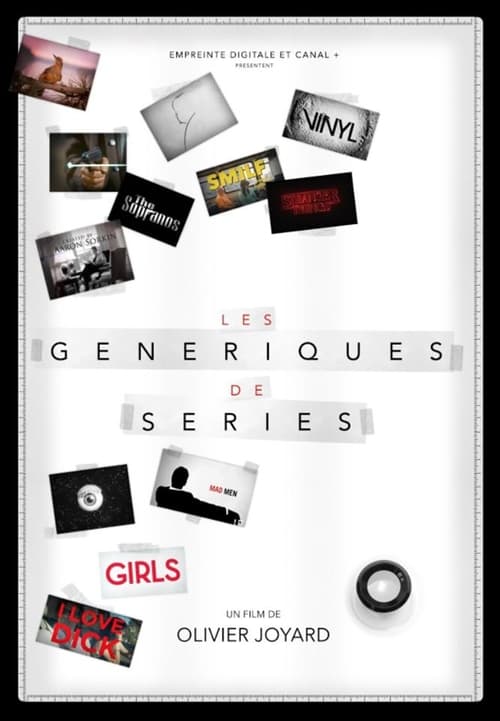 EMPREINTE DIGITALE ET CANAL +
PRÉSENTENT
VINYL
SMILF
The
Sopranos
STRANGER
THINGS
CREATED BY
AARON SORKIN
LES
GENERIQUES
DE
SERIES
MAD MEN
GIRLS
I LOVE
DICK
UN FILM DE
OLIVIER JOYARD